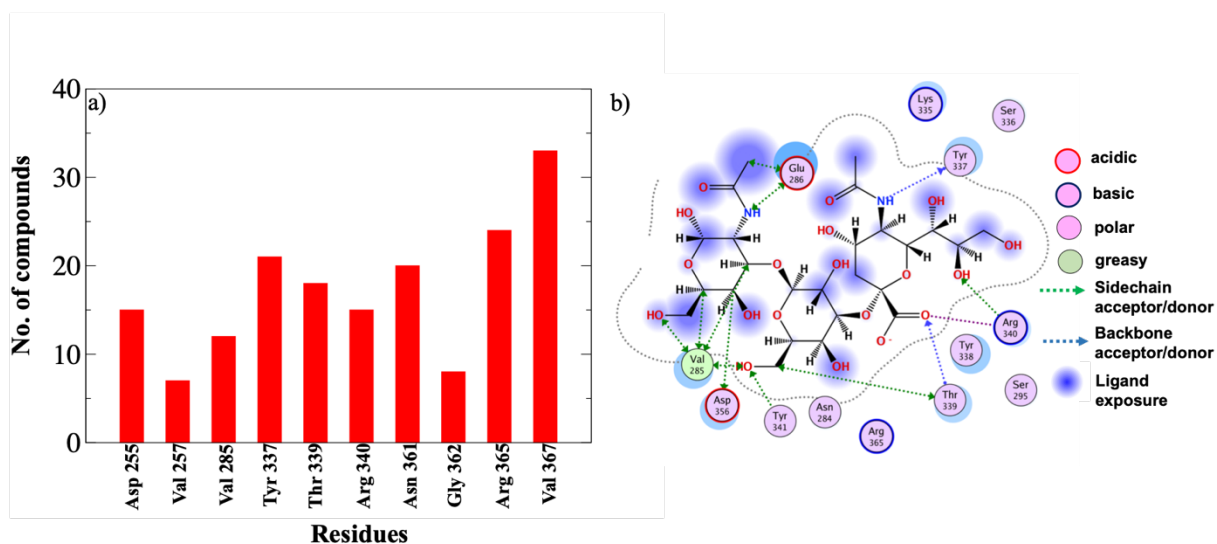 a)
No. of compounds
40
30
20
10
0
Asp 255
Val 257
Val 285
Tyr 337
Thr 339
Arg 340
Asn 361
Gly 362
Arg 365
Val 367
Residues
b)
Lys
335
Ser
336
Glu
286
Tyr
337
O
NH
O
NH
OH
HO
H
H
H
HO
H
H
OH
O
H
H
O
OH
O
OH
H
H
HO
H
OH
O
H
O
O
O⁻
Arg
340
Val
285
H
H
HO
H
OH
Tyr
338
Asp
356
Tyr
341
Asn
284
Thr
339
Ser
295
Arg
365
acidic
basic
polar
greasy
Sidechain
acceptor/donor
Backbone
acceptor/donor
Ligand
exposure